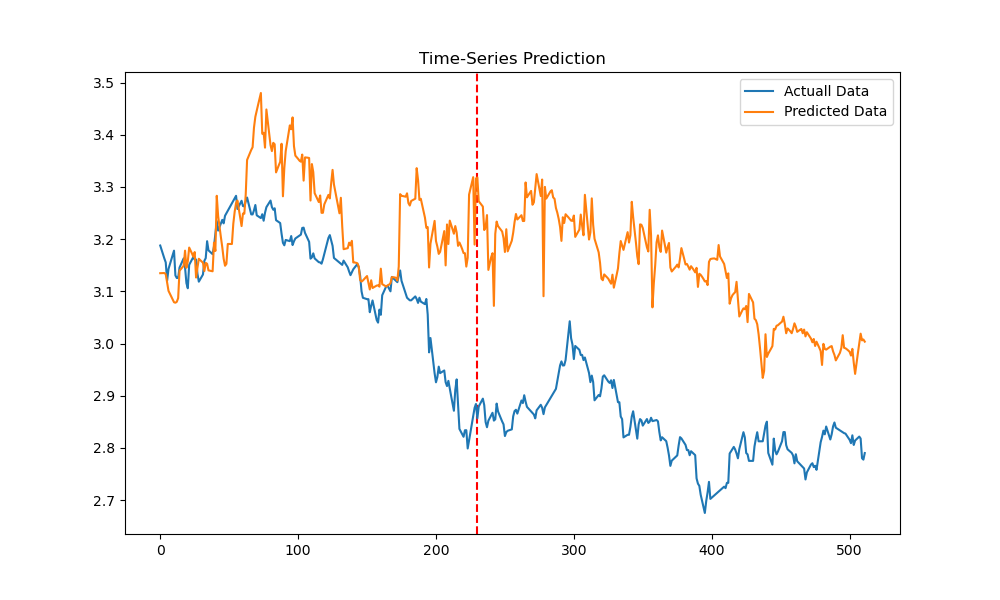 Time-Series Prediction
Actuall Data
Predicted Data
3.5
3.4
3.3
3.2
3.1
3.0
2.9
2.8
2.7
0 100 200 300 400 500